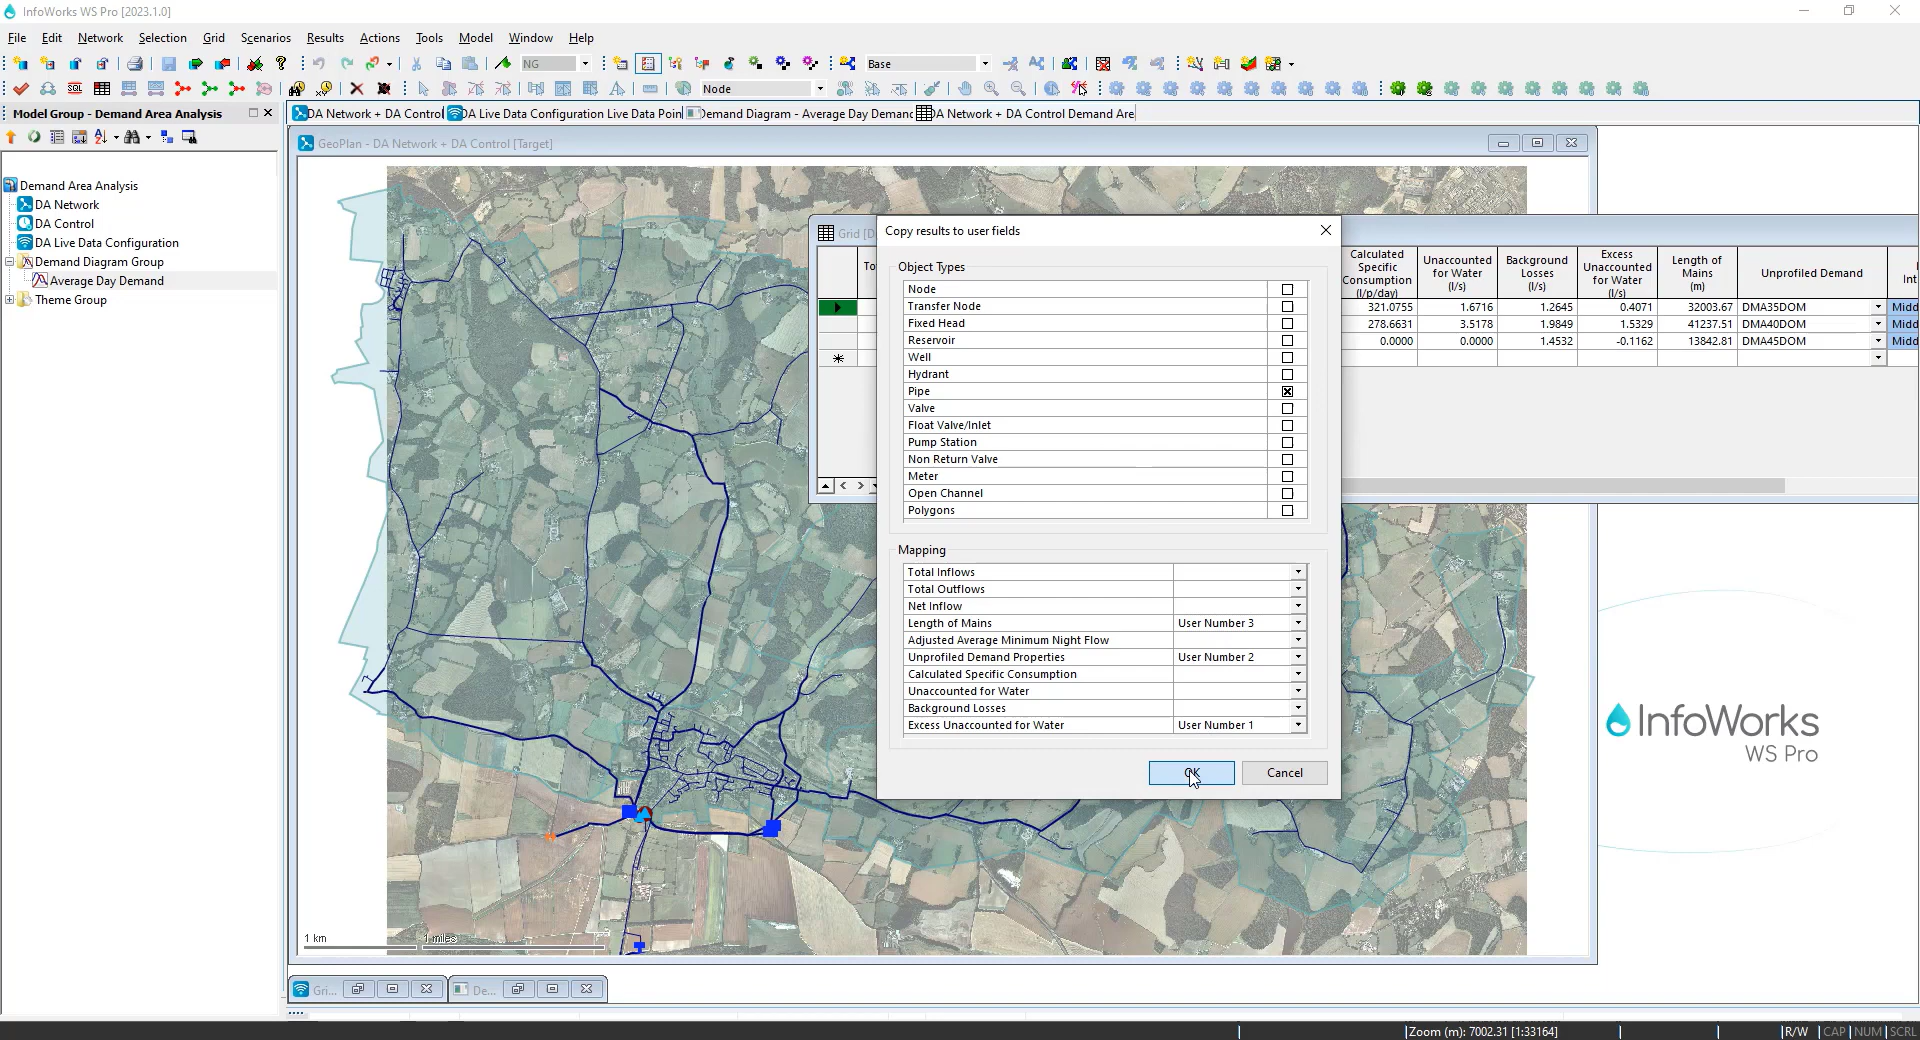 InfoWorks WS Pro [2023.1.0]
File Edit Network Selection Grid Scenarios Results Actions Tools Model Window Help
NG Base
SQL Node
Model Group - Demand Area Analysis
DA Network + DA Control DA Live Data Configuration Live Data Poin Demand Diagram - Average Day Demand DA Network + DA Control Demand Are
GeoPlan - DA Network + DA Control [Target]
Demand Area Analysis
DA Network
DA Control
DA Live Data Configuration
Demand Diagram Group
Average Day Demand
Theme Group
Grid [D
To
Copy results to user fields
Object Types
Node
Transfer Node
Fixed Head
Reservoir
Well
Hydrant
Pipe
Valve
Float Valve/Inlet
Pump Station
Non Return Valve
Meter
Open Channel
Polygons
Mapping
Total Inflows
Total Outflows
Net Inflow
Length of Mains User Number 3
Adjusted Average Minimum Night Flow
Unprofiled Demand Properties User Number 2
Calculated Specific Consumption
Unaccounted for Water
Background Losses
Excess Unaccounted for Water User Number 1
OK Cancel
Calculated Specific Consumption (l/p/day)
Unaccounted for Water (l/s)
Background Losses (l/s)
Excess Unaccounted for Water (l/s)
Length of Mains (m)
Unprofiled Demand
Int
321.0755 1.6716 1.2645 0.4071 32003.67 DMA35DOM Midd
278.6631 3.5178 1.9849 1.5329 41237.51 DMA40DOM Midd
0.0000 0.0000 1.4532 -0.1162 13842.81 DMA45DOM Midd
InfoWorks
WS Pro
1 km 1 miles
Gri... De...
Zoom (m): 7002.31 [1:33164] R/W CAP NUM SCRL